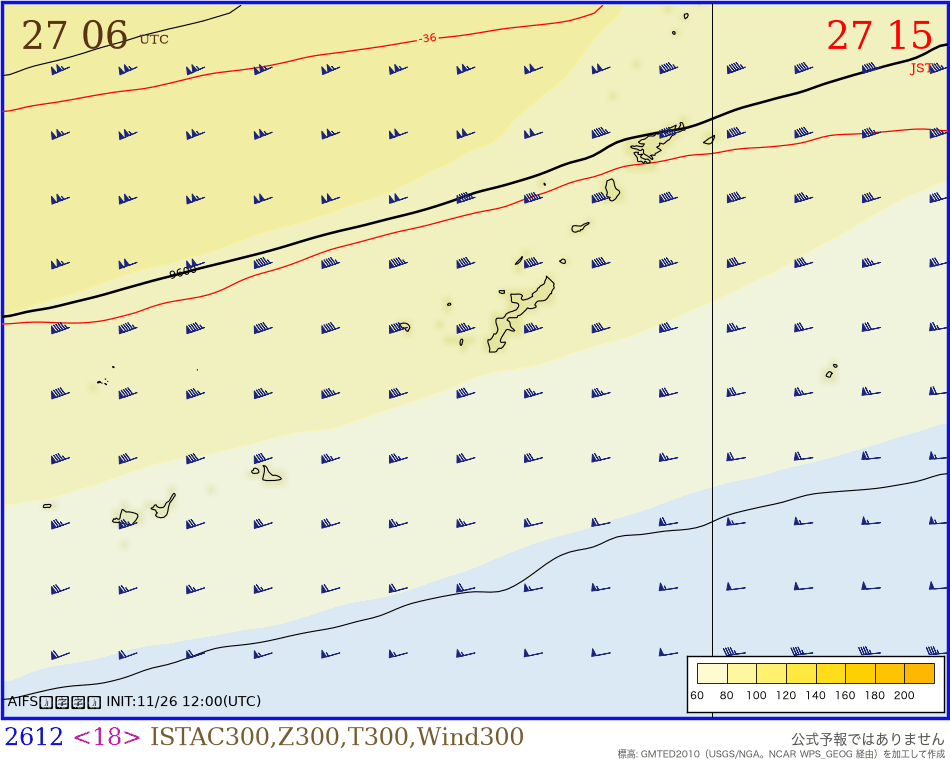 27 06 UTC
27 15
JST
-36
9600
AIFS INIT:11/26 12:00(UTC)
60 80 100 120 140 160 180 200
2612 <18> ISTAC300,Z300,T300,Wind300
公式予報ではありません
標高: GMTED2010（USGS/NGA。NCAR WPS_GEOG 経由）を加工して作成